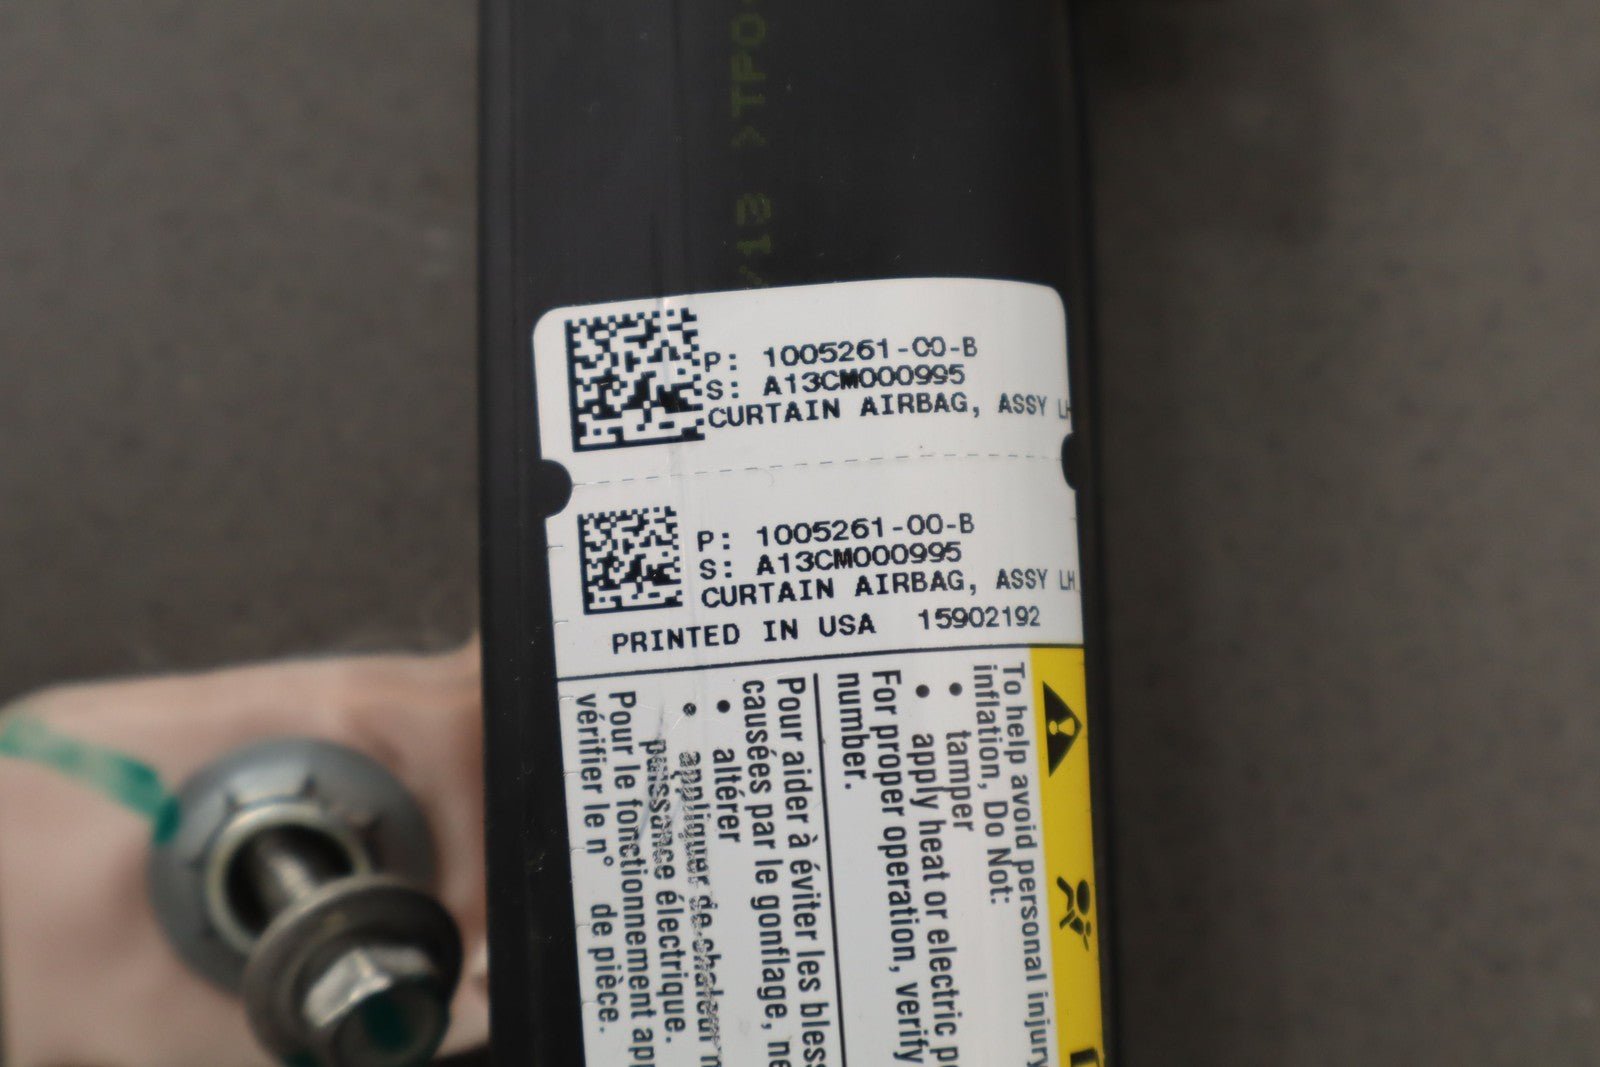 /13 >TPO
P: 1005261-00-B
S: A13CM000995
CURTAIN AIRBAG, ASSY LH
P: 1005261-00-B
S: A13CM000995
CURTAIN AIRBAG, ASSY LH
PRINTED IN USA 15902192
To help avoid personal injury
inflation, Do Not:
• tamper
• apply heat or electric
For proper operation, verify
number.
Pour aider à éviter les
causées par le gonflage, ne
• altérer
• appliquer de chaleur
puissance électrique.
Pour le fonctionnement
vérifier le n° de pièce.